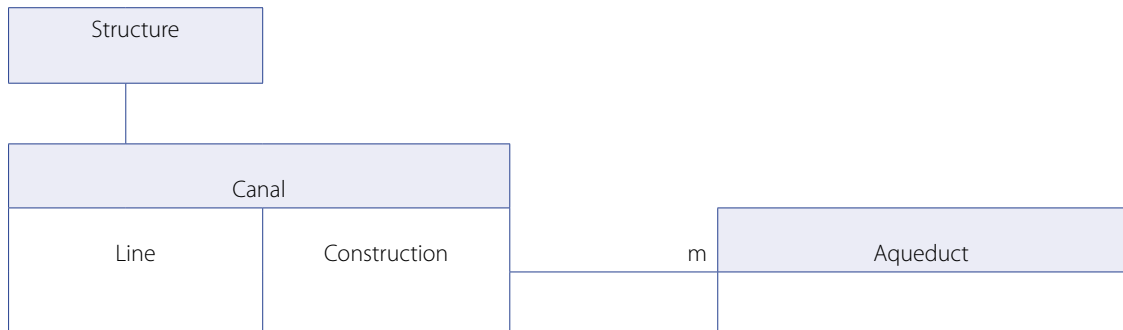 Structure
Canal
Line
Construction
m
Aqueduct